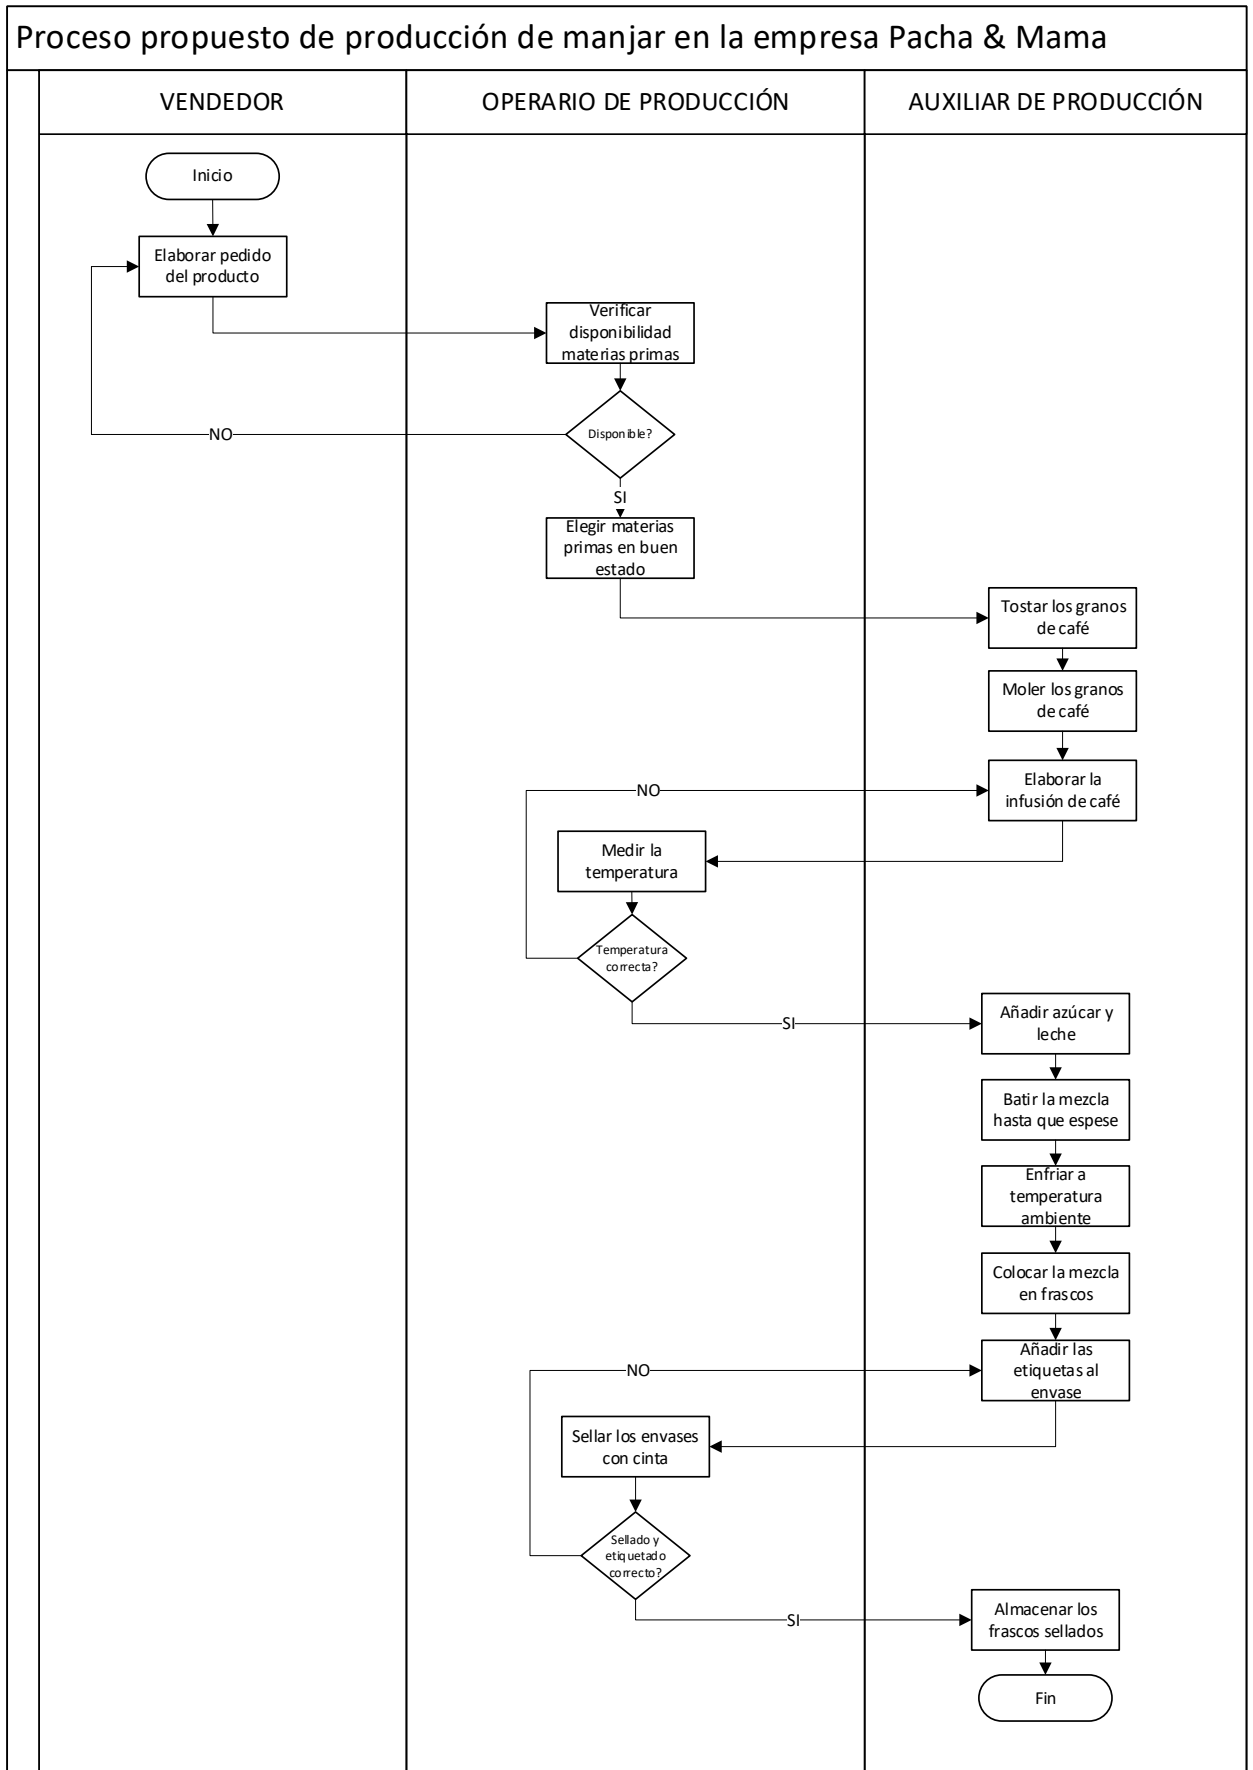 Proceso propuesto de producción de manjar en la empresa Pacha & Mama
VENDEDOR
OPERARIO DE PRODUCCIÓN
AUXILIAR DE PRODUCCIÓN
Inicio
Elaborar pedido
del producto
Verificar
disponibilidad
materias primas
Disponible?
NO
SI
Elegir materias
primas en buen
estado
Tostar los granos
de café
Moler los granos
de café
Elaborar la
infusión de café
NO
Medir la
temperatura
Temperatura
correcta?
SI
Añadir azúcar y
leche
Batir la mezcla
hasta que espese
Enfriar a
temperatura
ambiente
Colocar la mezcla
en frascos
Añadir las
etiquetas al
envase
NO
Sellar los envases
con cinta
Sellado y
etiquetado
correcto?
SI
Almacenar los
frascos sellados
Fin